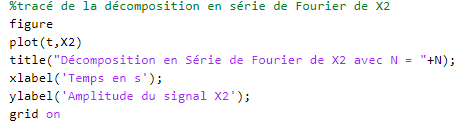 %tracé de la décomposition en série de Fourier de X2
figure
plot(t,X2)
title("Décomposition en Série de Fourier de X2 avec N = "+N);
xlabel('Temps en s');
ylabel('Amplitude du signal X2');
grid on